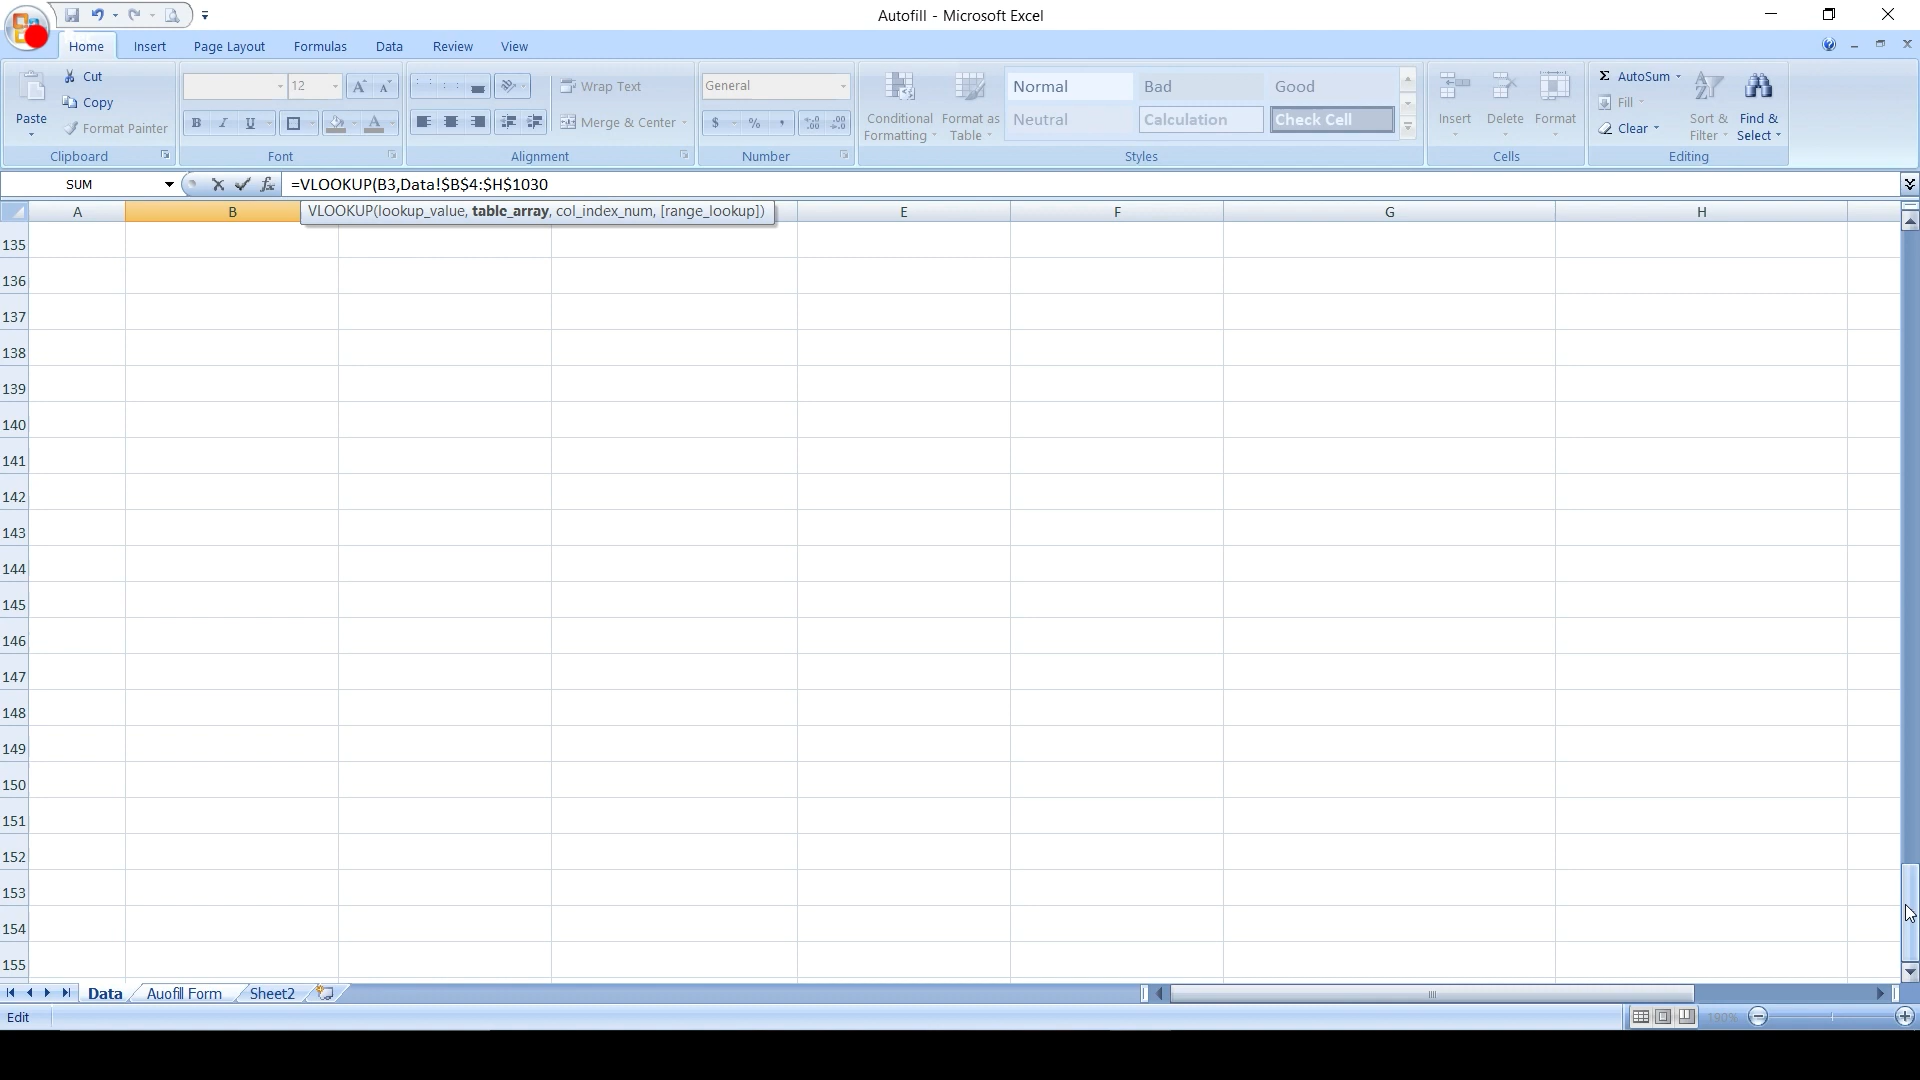 Autofill - Microsoft Excel
Home Insert Page Layout Formulas Data Review View
Paste
Cut
Copy
Format Painter
Clipboard
12
B I U
Font
Wrap Text
Merge & Center
Alignment
General
$ % ,
Number
Conditional Formatting
Format as Table
Normal Bad Good
Neutral Calculation Check Cell
Styles
Insert Delete Format
Cells
Σ AutoSum
Fill
Clear
Sort & Filter
Find & Select
Editing
SUM
fx =VLOOKUP(B3,Data!$B$4:$H$1030
VLOOKUP(lookup_value, table_array, col_index_num, [range_lookup])
A B E F G H
135
136
137
138
139
140
141
142
143
144
145
146
147
148
149
150
151
152
153
154
155
Data Auofill Form Sheet2
Edit
190%